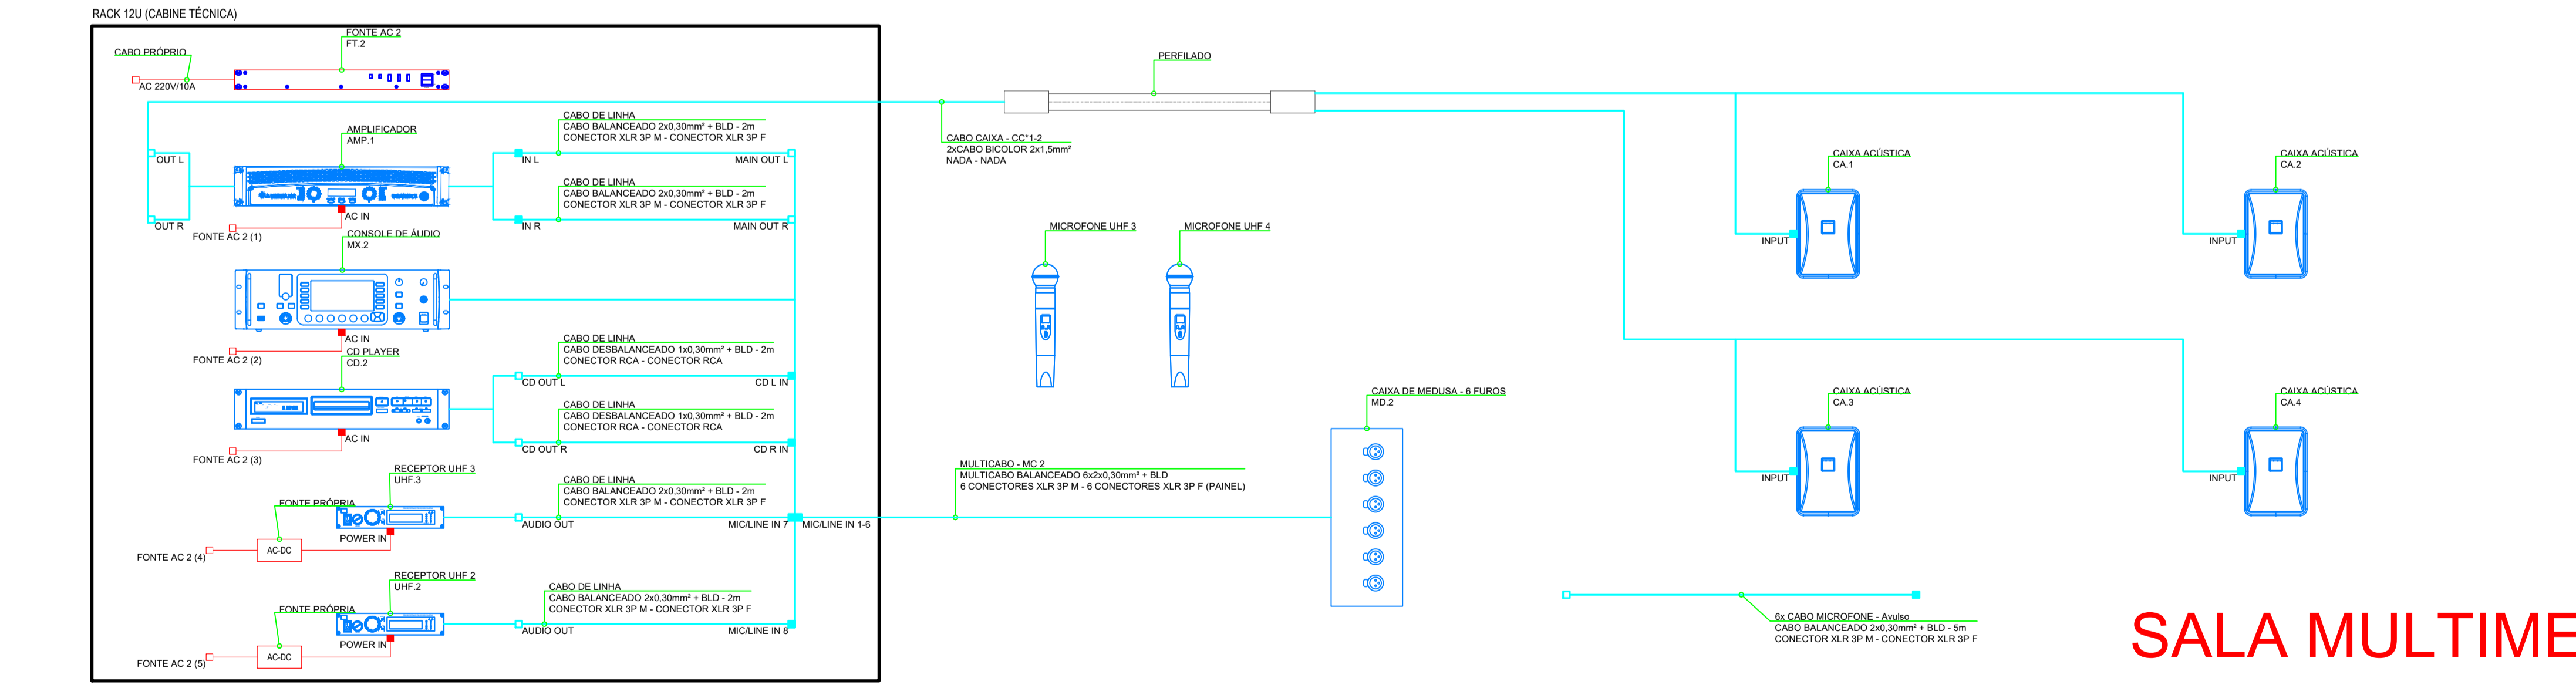 RACK 12U (CABINE TÉCNICA)
FONTE AC 2
FT.2
CABO PRÓPRIO
AC 220V/10A
PERFILADO
CABO DE LINHA
CABO BALANCEADO 2x0,30mm² + BLD - 2m
CONECTOR XLR 3P M - CONECTOR XLR 3P F
AMPLIFICADOR
AMP.1
CABO CAIXA - CC*1-2
2xCABO BICOLOR 2x1,5mm²
NADA - NADA
OUT L
IN L
MAIN OUT L
CAIXA ACÚSTICA
CA.1
CAIXA ACÚSTICA
CA.2
CABO DE LINHA
CABO BALANCEADO 2x0,30mm² + BLD - 2m
CONECTOR XLR 3P M - CONECTOR XLR 3P F
AC IN
OUT R
IN R
MAIN OUT R
FONTE AC 2 (1)
CONSOLE DE ÁUDIO
MX.2
MICROFONE UHF 3
MICROFONE UHF 4
INPUT
INPUT
AC IN
FONTE AC 2 (2)
CD PLAYER
CD.2
CABO DE LINHA
CABO DESBALANCEADO 1x0,30mm² + BLD - 2m
CONECTOR RCA - CONECTOR RCA
CD OUT L
CD L IN
CABO DE LINHA
CABO DESBALANCEADO 1x0,30mm² + BLD - 2m
CONECTOR RCA - CONECTOR RCA
CAIXA DE MEDUSA - 6 FUROS
MD.2
CAIXA ACÚSTICA
CA.3
CAIXA ACÚSTICA
CA.4
AC IN
CD OUT R
CD R IN
FONTE AC 2 (3)
RECEPTOR UHF 3
UHF.3
CABO DE LINHA
CABO BALANCEADO 2x0,30mm² + BLD - 2m
CONECTOR XLR 3P M - CONECTOR XLR 3P F
MULTICABO - MC 2
MULTICABO BALANCEADO 6x2x0,30mm² + BLD
6 CONECTORES XLR 3P M - 6 CONECTORES XLR 3P F (PAINEL)
INPUT
INPUT
FONTE PRÓPRIA
AUDIO OUT
MIC/LINE IN 7
MIC/LINE IN 1-6
POWER IN
AC-DC
FONTE AC 2 (4)
RECEPTOR UHF 2
UHF.2
CABO DE LINHA
CABO BALANCEADO 2x0,30mm² + BLD - 2m
CONECTOR XLR 3P M - CONECTOR XLR 3P F
FONTE PRÓPRIA
AUDIO OUT
MIC/LINE IN 8
POWER IN
AC-DC
FONTE AC 2 (5)
6x CABO MICROFONE - Avulso
CABO BALANCEADO 2x0,30mm² + BLD - 5m
CONECTOR XLR 3P M - CONECTOR XLR 3P F
SALA MULTIME